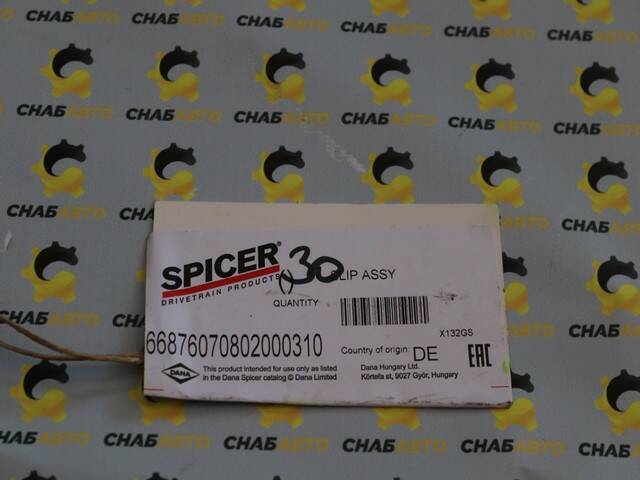 СНАБАВТО
SPICER®
DRIVETRAIN PRODUCTS
30
SLIP ASSY
QUANTITY
X132GS
66876070802000310
Country of origin: DE
EAC
DANA
This product intended for use only as listed
in the Dana Spicer catalog © Dana Limited
Dana Hungary Ltd.
Körtefa st, 9027 Győr, Hungary